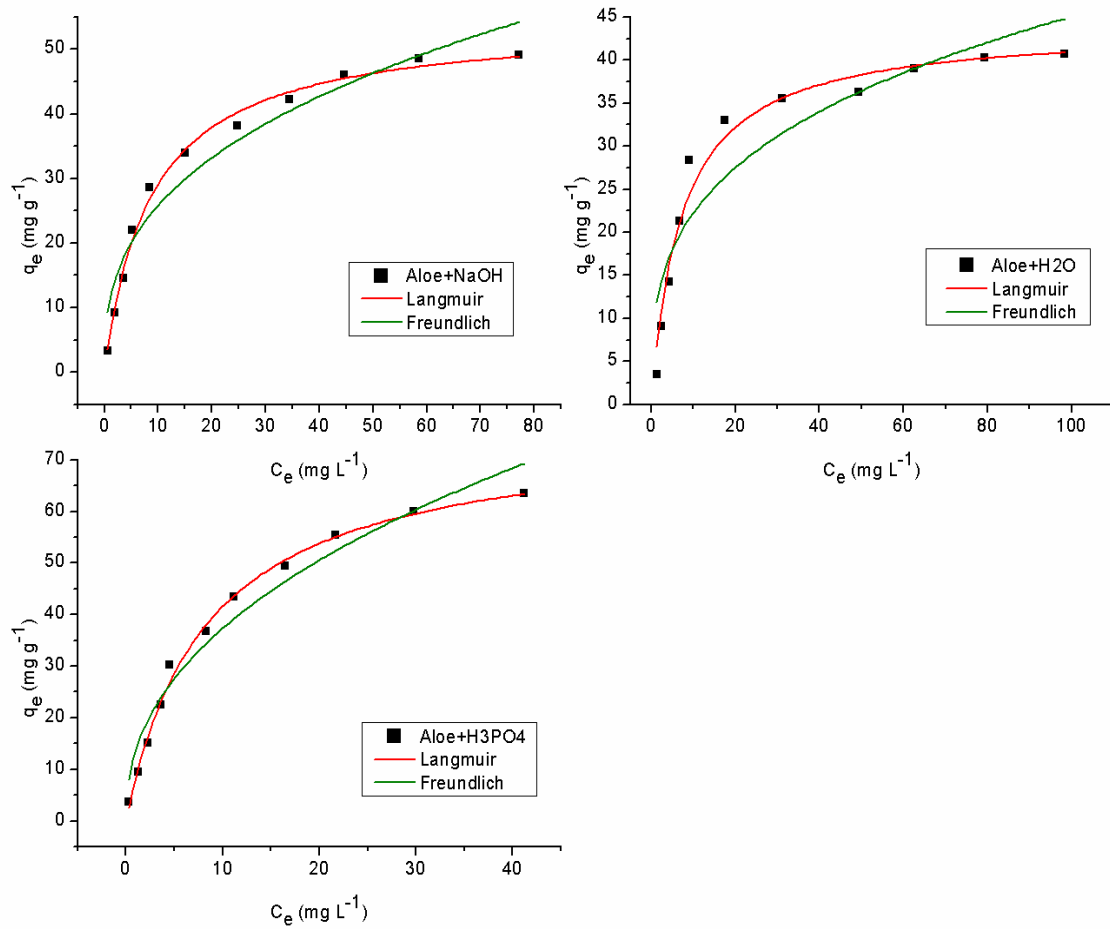 50
40
30
20
10
0
q_e (mg g^-1)
Aloe+NaOH
Langmuir
Freundlich
0 10 20 30 40 50 60 70 80
C_e (mg L^-1)
45
40
35
30
25
20
15
10
5
0
q_e (mg g^-1)
Aloe+H2O
Langmuir
Freundlich
0 20 40 60 80 100
C_e (mg L^-1)
70
60
50
40
30
20
10
0
q_e (mg g^-1)
Aloe+H3PO4
Langmuir
Freundlich
0 10 20 30 40
C_e (mg L^-1)